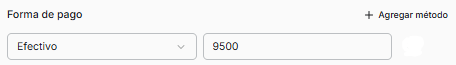 Forma de pago
+ Agregar método
Efectivo
9500